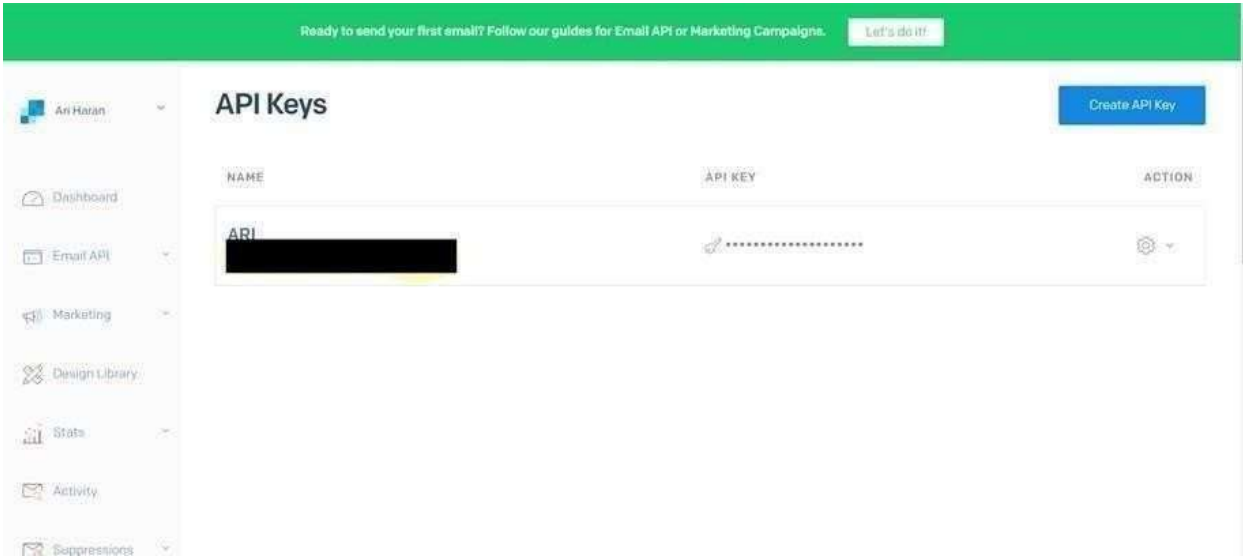 Ready to send your first email? Follow our guides for Email API or Marketing Campaigns.
Let's do it!
Ari Haran
API Keys
Create API Key
NAME
API KEY
ACTION
Dashboard
ARI
••••••••••••••••••••
Email API
Marketing
Design Library
Stats
Activity
Suppressions